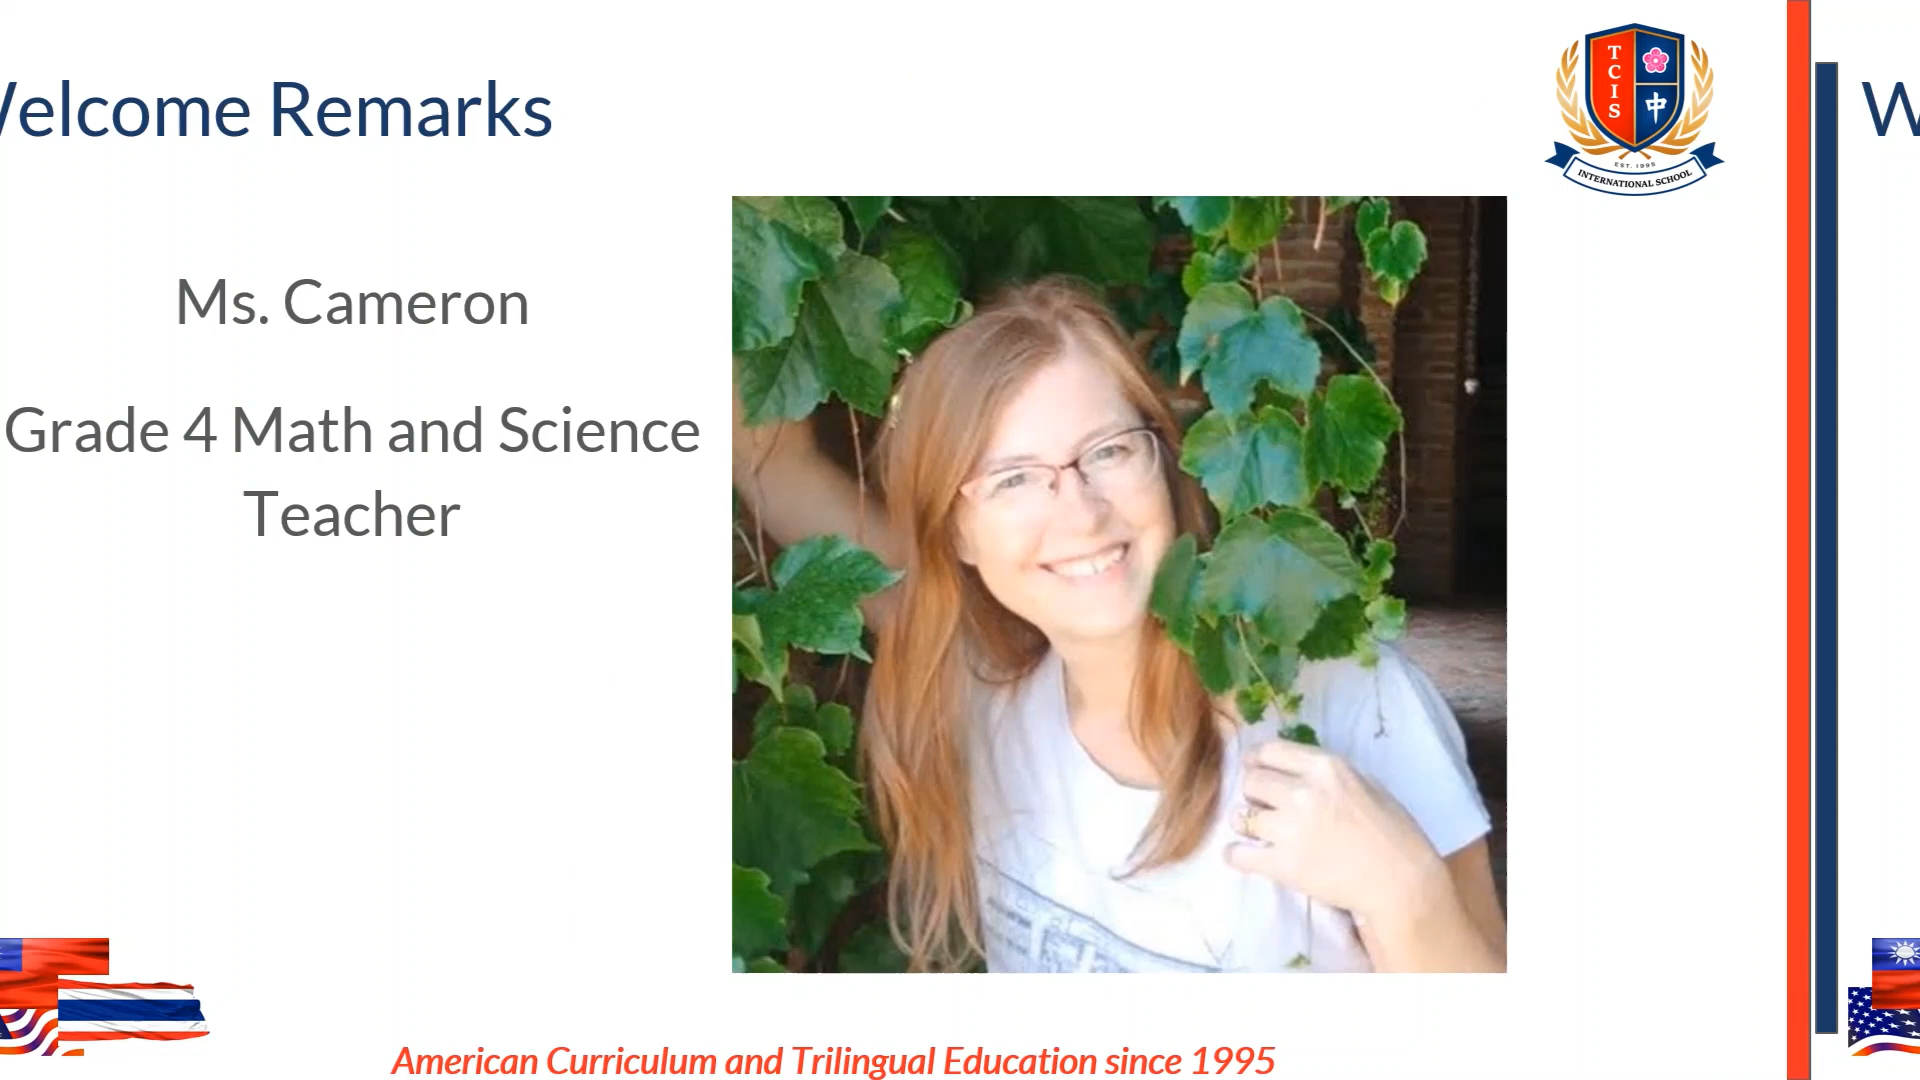 Welcome Remarks
Ms. Cameron
Grade 4 Math and Science
Teacher
T
C
I
S
中
EST. 1995
INTERNATIONAL SCHOOL
W
American Curriculum and Trilingual Education since 1995